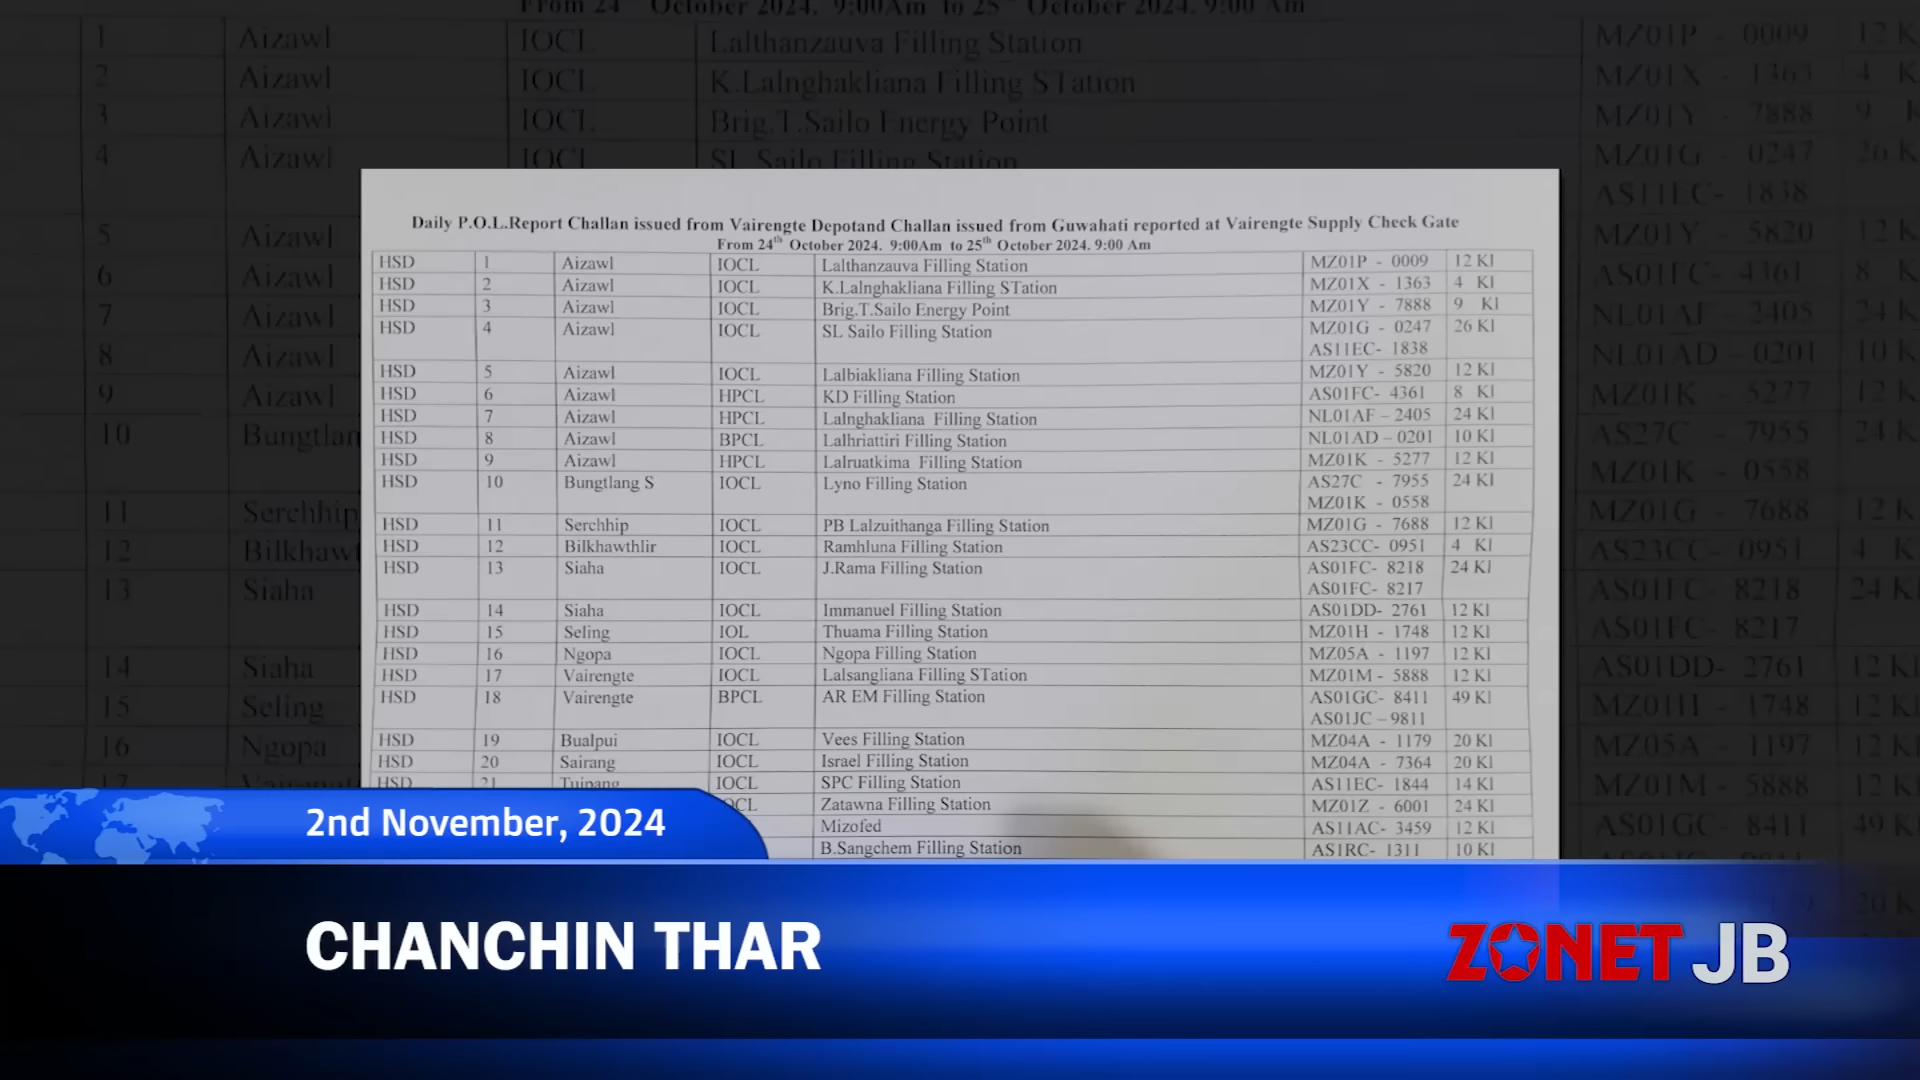 Daily P.O.L.Report Challan issued from Vairengte Depotand Challan issued from Guwahati reported at Vairengte Supply Check Gate
From 24th October 2024. 9:00Am to 25th October 2024. 9:00 Am
HSD 1 Aizawl IOCL Lalthanzauva Filling Station MZ01P - 0009 12 Kl
HSD 2 Aizawl IOCL K.Lalnghakliana Filling STation MZ01X - 1363 4 Kl
HSD 3 Aizawl IOCL Brig.T.Sailo Energy Point MZ01Y - 7888 9 Kl
HSD 4 Aizawl IOCL SL Sailo Filling Station MZ01G - 0247 26 Kl
AS11EC- 1838
HSD 5 Aizawl IOCL Lalbiakliana Filling Station MZ01Y - 5820 12 Kl
HSD 6 Aizawl HPCL KD Filling Station AS01FC- 4361 8 Kl
HSD 7 Aizawl HPCL Lalnghakliana Filling Station NL01AF – 2405 24 Kl
HSD 8 Aizawl BPCL Lalhriattiri Filling Station NL01AD – 0201 10 Kl
HSD 9 Aizawl HPCL Lalruatkima Filling Station MZ01K - 5277 12 Kl
HSD 10 Bungtlang S IOCL Lyno Filling Station AS27C - 7955 24 Kl
MZ01K - 0558
HSD 11 Serchhip IOCL PB Lalzuithanga Filling Station MZ01G - 7688 12 Kl
HSD 12 Bilkhawthlir IOCL Ramhluna Filling Station AS23CC- 0951 4 Kl
HSD 13 Siaha IOCL J.Rama Filling Station AS01FC- 8218 24 Kl
AS01FC- 8217
HSD 14 Siaha IOCL Immanuel Filling Station AS01DD- 2761 12 Kl
HSD 15 Seling IOL Thuama Filling Station MZ01H - 1748 12 Kl
HSD 16 Ngopa IOCL Ngopa Filling Station MZ05A - 1197 12 Kl
HSD 17 Vairengte IOCL Lalsangliana Filling STation MZ01M - 5888 12 Kl
HSD 18 Vairengte BPCL AR EM Filling Station AS01GC- 8411 49 Kl
AS01JC – 9811
HSD 19 Bualpui IOCL Vees Filling Station MZ04A - 1179 20 Kl
HSD 20 Sairang IOCL Israel Filling Station MZ04A - 7364 20 Kl
HSD 21 Tuipang IOCL SPC Filling Station AS11EC- 1844 14 Kl
Zatawna Filling Station MZ01Z - 6001 24 Kl
Mizofed AS11AC- 3459 12 Kl
B.Sangchem Filling Station AS1RC- 1311 10 Kl
2nd November, 2024
CHANCHIN THAR
ZONET JB